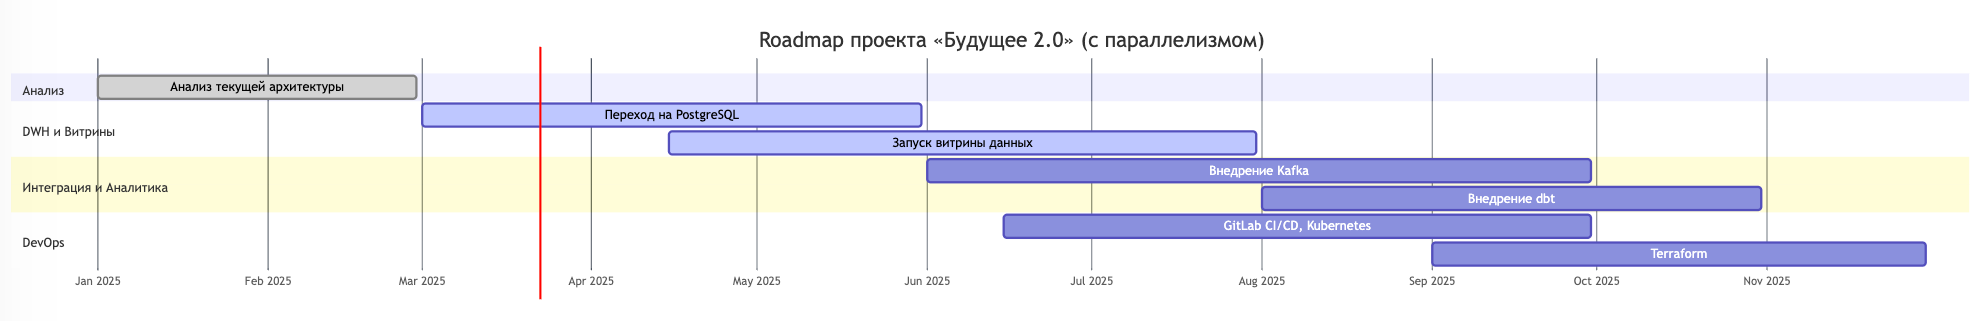 Roadmap проекта «Будущее 2.0» (с параллелизмом)
Анализ
Анализ текущей архитектуры
DWH и Витрины
Переход на PostgreSQL
Запуск витрины данных
Интеграция и Аналитика
Внедрение Kafka
Внедрение dbt
DevOps
GitLab CI/CD, Kubernetes
Terraform
Jan 2025 Feb 2025 Mar 2025 Apr 2025 May 2025 Jun 2025 Jul 2025 Aug 2025 Sep 2025 Oct 2025 Nov 2025